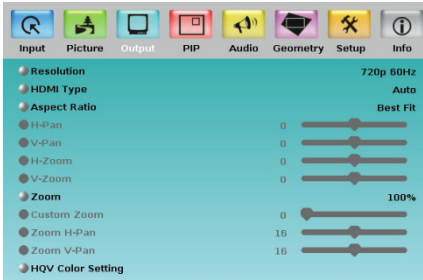 Input Picture Output PIP Audio Geometry Setup Info
Resolution 720p 60Hz
HDMI Type Auto
Aspect Ratio Best Fit
H-Pan 0
V-Pan 0
H-Zoom 0
V-Zoom 0
Zoom 100%
Custom Zoom 0
Zoom H-Pan 16
Zoom V-Pan 16
HQV Color Setting